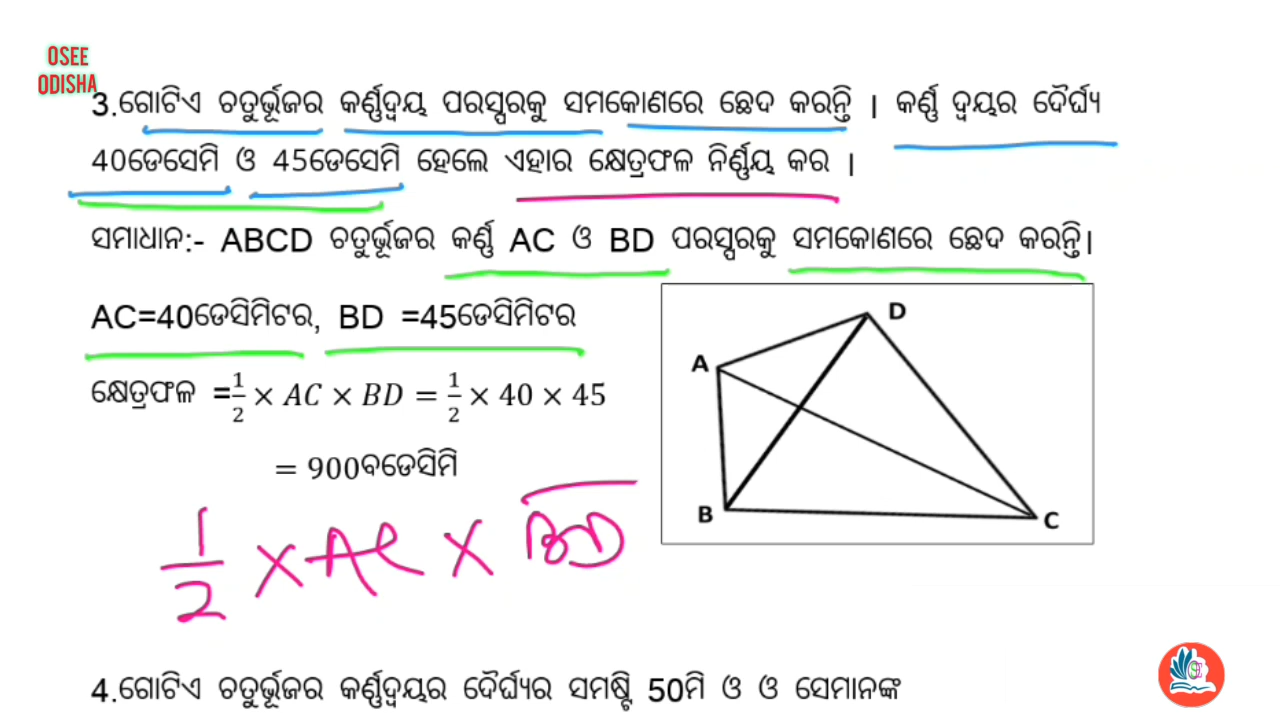 OSEE
ODISHA
3.ଗୋଟିଏ ଚତୁର୍ଭୂଜର କର୍ଣ୍ଣଦ୍ୱୟ ପରସ୍ପରକୁ ସମକୋଣରେ ଛେଦ କରନ୍ତି । କର୍ଣ୍ଣ ଦ୍ୱୟର ଦୈର୍ଘ୍ୟ
40ଡେସେମି ଓ 45ଡେସେମି ହେଲେ ଏହାର କ୍ଷେତ୍ରଫଳ ନିର୍ଣ୍ଣୟ କର ।
ସମାଧାନ:- ABCD ଚତୁର୍ଭୂଜର କର୍ଣ୍ଣ AC ଓ BD ପରସ୍ପରକୁ ସମକୋଣରେ ଛେଦ କରନ୍ତି।
AC=40ଡେସିମିଟର, BD =45ଡେସିମିଟର
କ୍ଷେତ୍ରଫଳ =1/2 × AC × BD = 1/2 × 40 × 45
= 900ବଡେସିମି
1/2 × AC × BD
D
A
B
C
4.ଗୋଟିଏ ଚତୁର୍ଭୂଜର କର୍ଣ୍ଣଦ୍ୱୟର ଦୈର୍ଘ୍ୟର ସମଷ୍ଟି 50ମି ଓ ଓ ସେମାନଙ୍କ